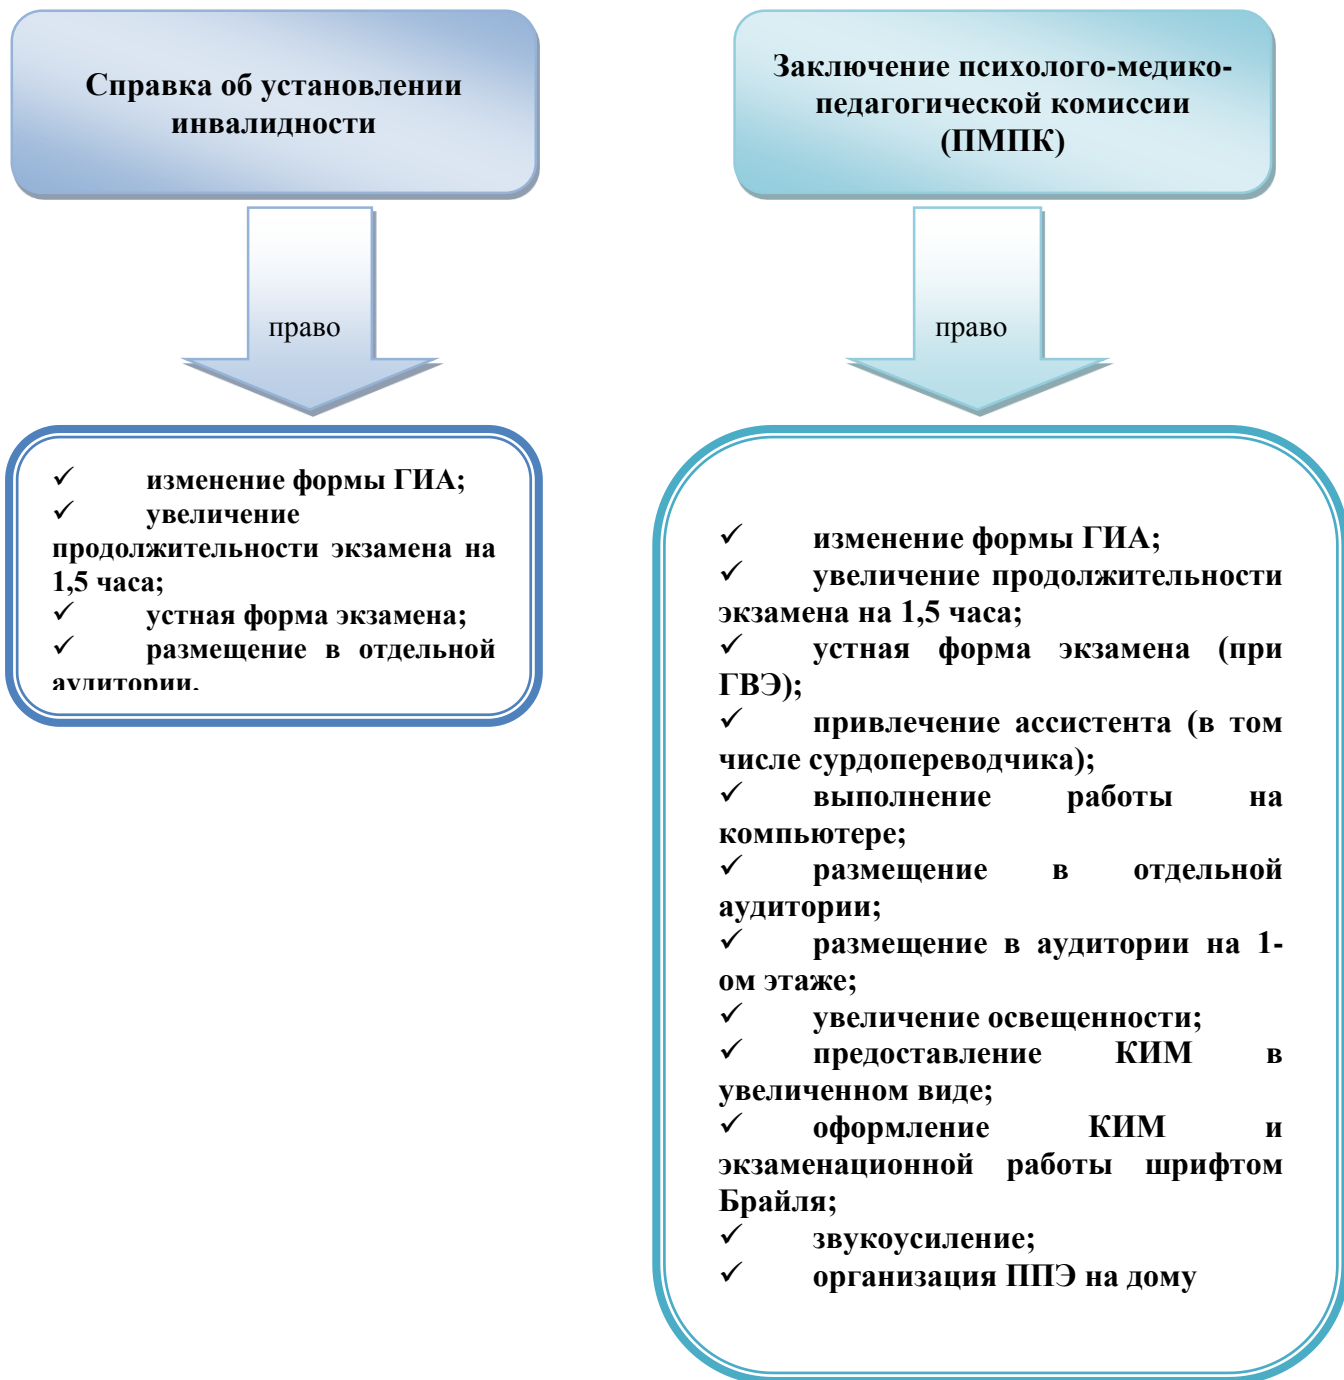 Справка об установлении
инвалидности
право
✓ изменение формы ГИА;
✓ увеличение
продолжительности экзамена на
1,5 часа;
✓ устная форма экзамена;
✓ размещение в отдельной
аудитории.
Заключение психолого-медико-
педагогической комиссии
(ПМПК)
право
✓ изменение формы ГИА;
✓ увеличение продолжительности
экзамена на 1,5 часа;
✓ устная форма экзамена (при
ГВЭ);
✓ привлечение ассистента (в том
числе сурдопереводчика);
✓ выполнение работы на
компьютере;
✓ размещение в отдельной
аудитории;
✓ размещение в аудитории на 1-
ом этаже;
✓ увеличение освещенности;
✓ предоставление КИМ в
увеличенном виде;
✓ оформление КИМ и
экзаменационной работы шрифтом
Брайля;
✓ звукоусиление;
✓ организация ППЭ на дому